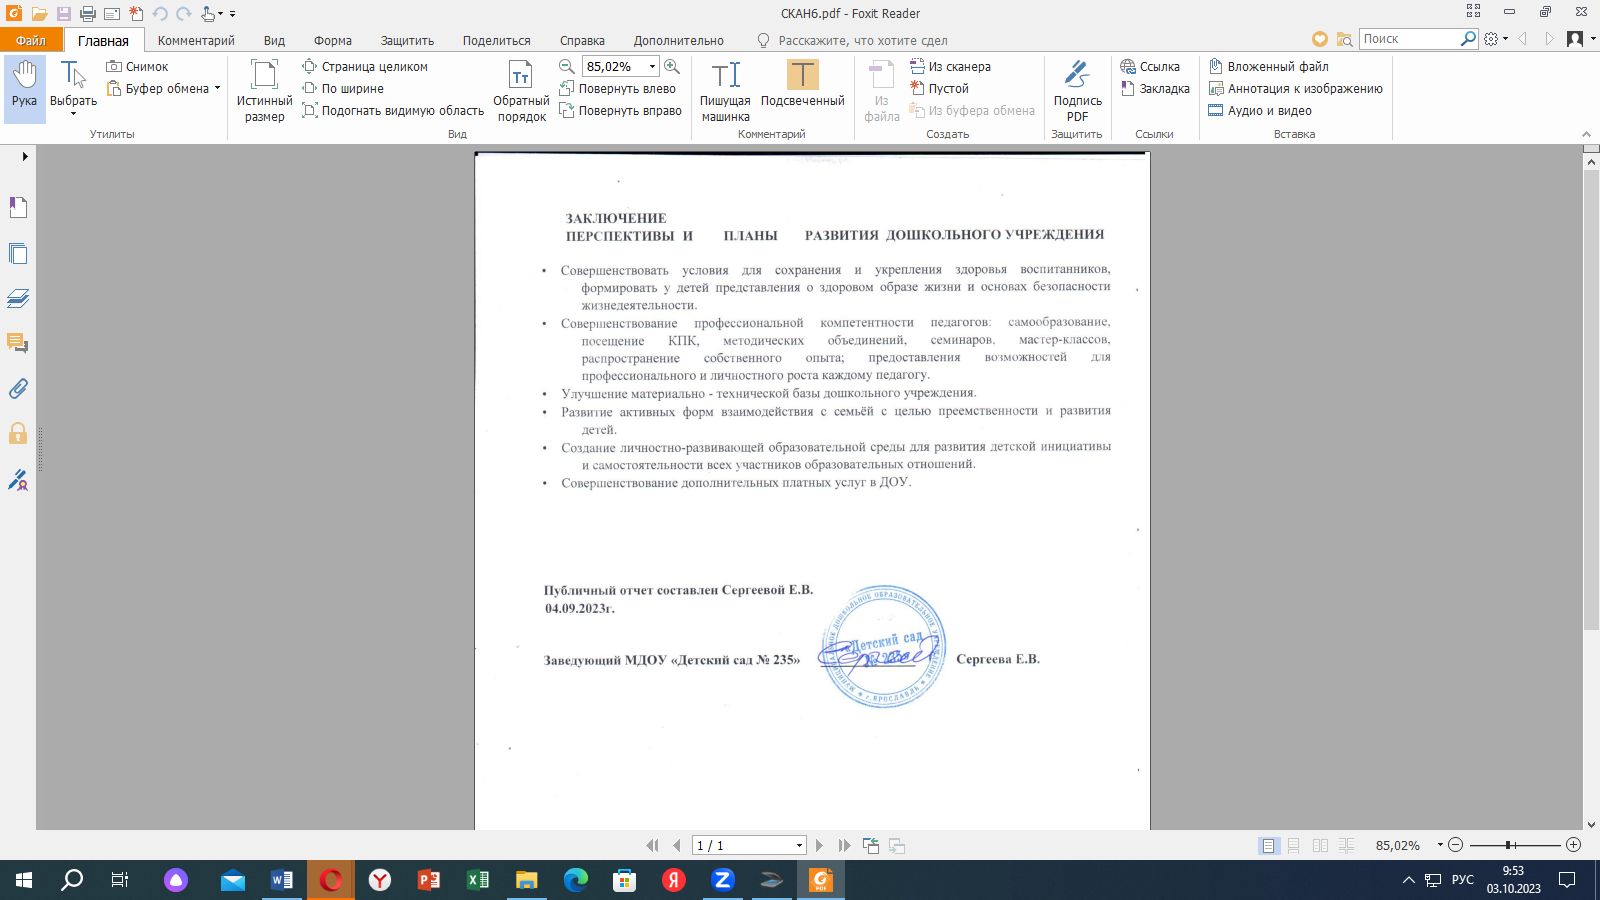 СКАН6.pdf - Foxit Reader
Файл Главная Комментарий Вид Форма Защитить Поделиться Справка Дополнительно Расскажите, что хотите сдел Поиск
Рука
Выбрать
Снимок
Буфер обмена
Утилиты
Истинный размер
Страница целиком
По ширине
Подогнать видимую область
Обратный порядок
85,02%
Повернуть влево
Повернуть вправо
Вид
Пишущая машинка
Подсвеченный
Комментарий
Из файла
Из сканера
Пустой
Из буфера обмена
Создать
Подпись PDF
Защитить
Ссылка
Закладка
Ссылки
Вложенный файл
Аннотация к изображению
Аудио и видео
Вставка
ЗАКЛЮЧЕНИЕ
ПЕРСПЕКТИВЫ И ПЛАНЫ РАЗВИТИЯ ДОШКОЛЬНОГО УЧРЕЖДЕНИЯ
• Совершенствовать условия для сохранения и укрепления здоровья воспитанников,
формировать у детей представления о здоровом образе жизни и основах безопасности
жизнедеятельности.
• Совершенствование профессиональной компетентности педагогов: самообразование,
посещение КПК, методических объединений, семинаров, мастер-классов,
распространение собственного опыта; предоставления возможностей для
профессионального и личностного роста каждому педагогу.
• Улучшение материально - технической базы дошкольного учреждения.
• Развитие активных форм взаимодействия с семьёй с целью преемственности и развития
детей.
• Создание личностно-развивающей образовательной среды для развития детской инициативы
и самостоятельности всех участников образовательных отношений.
• Совершенствование дополнительных платных услуг в ДОУ.
Публичный отчет составлен Сергеевой Е.В.
04.09.2023г.
Заведующий МДОУ «Детский сад № 235» Сергеева Е.В.
МУНИЦИПАЛЬНОЕ ДОШКОЛЬНОЕ ОБРАЗОВАТЕЛЬНОЕ УЧРЕЖДЕНИЕ
г. ЯРОСЛАВЛЬ
«Детский сад
1 / 1
85,02%
РУС
9:53
03.10.2023